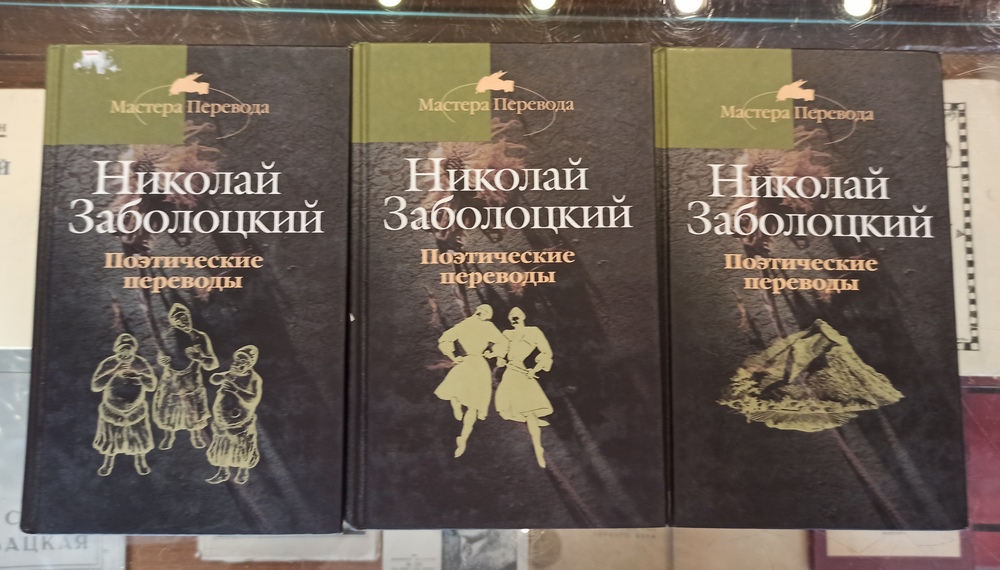 Мастера Перевода
Николай
Заболоцкий
Поэтические
переводы
Мастера Перевода
Николай
Заболоцкий
Поэтические
переводы
Мастера Перевода
Николай
Заболоцкий
Поэтические
переводы